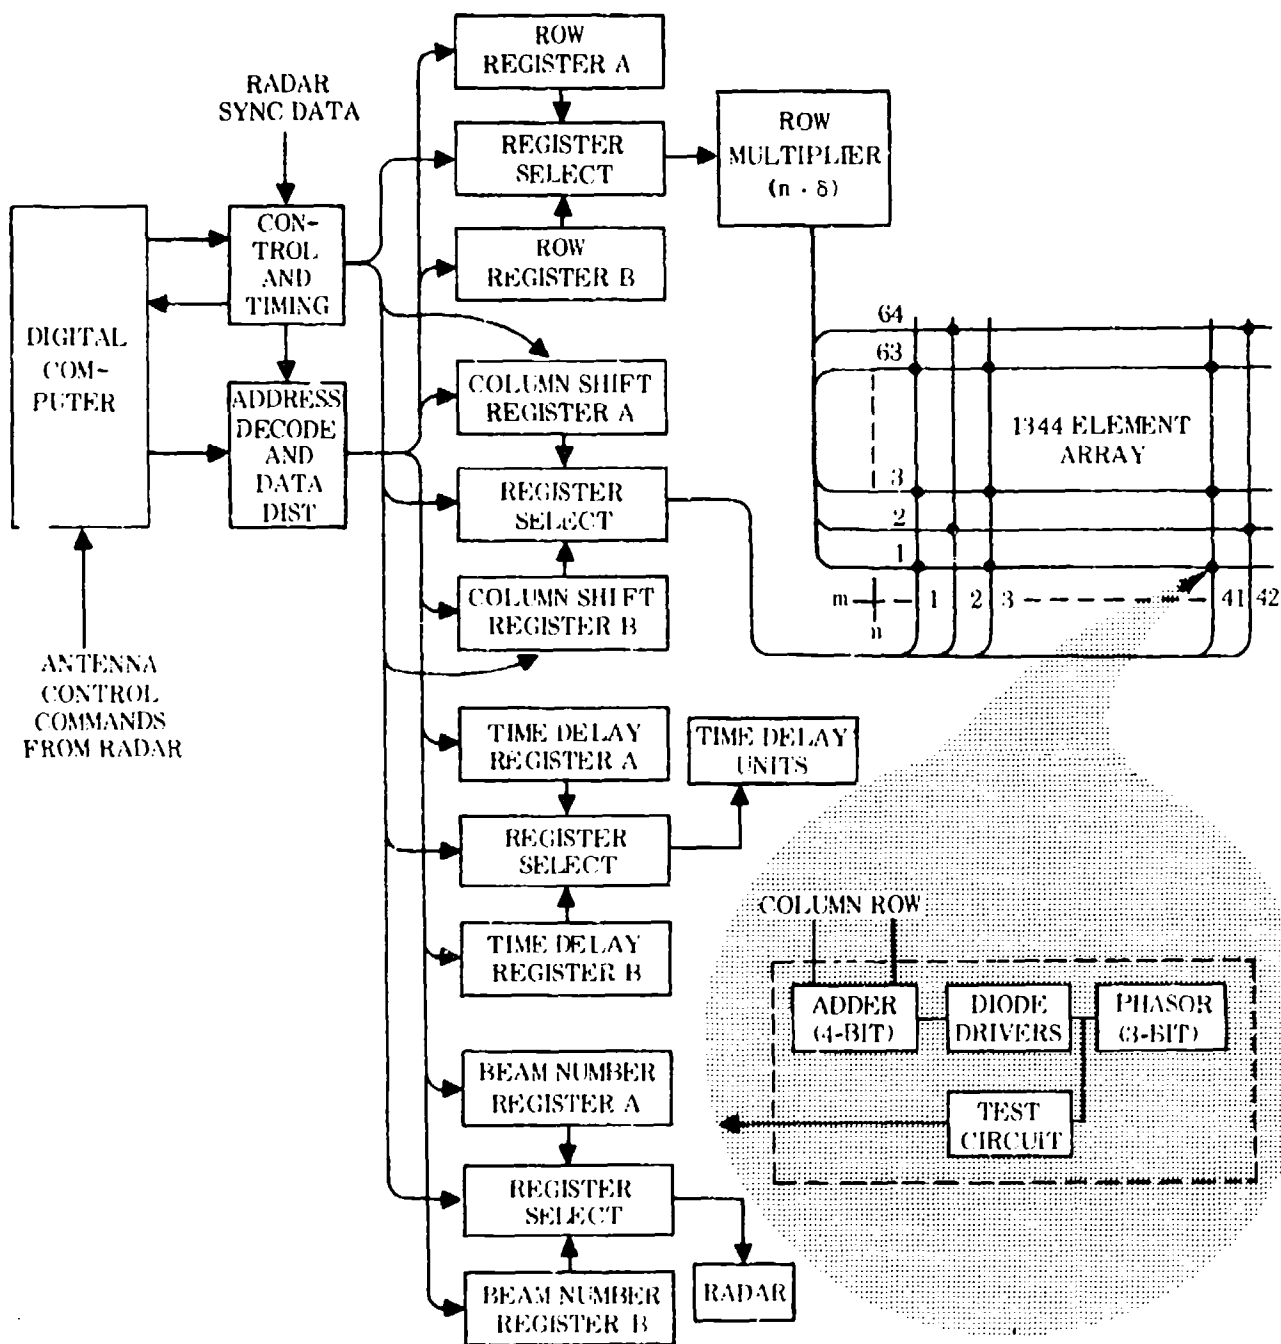 ROW
REGISTER A
RADAR
SYNC DATA
REGISTER
SELECT
ROW
MULTIPLIER
(n · δ)
CON-
TROL
AND
TIMING
ROW
REGISTER B
DIGITAL
COM-
PUTER
ADDRESS
DECODE
AND
DATA
DIST
COLUMN SHIFT
REGISTER A
REGISTER
SELECT
COLUMN SHIFT
REGISTER B
64
63
1344 ELEMENT
ARRAY
3
2
1
m
n
1 2 3 41 42
ANTENNA
CONTROL
COMMANDS
FROM RADAR
TIME DELAY
REGISTER A
TIME DELAY
UNITS
REGISTER
SELECT
TIME DELAY
REGISTER B
COLUMN ROW
ADDER
(4-BIT)
DIODE
DRIVERS
PHASOR
(3-BIT)
TEST
CIRCUIT
BEAM NUMBER
REGISTER A
REGISTER
SELECT
RADAR
BEAM NUMBER
REGISTER B